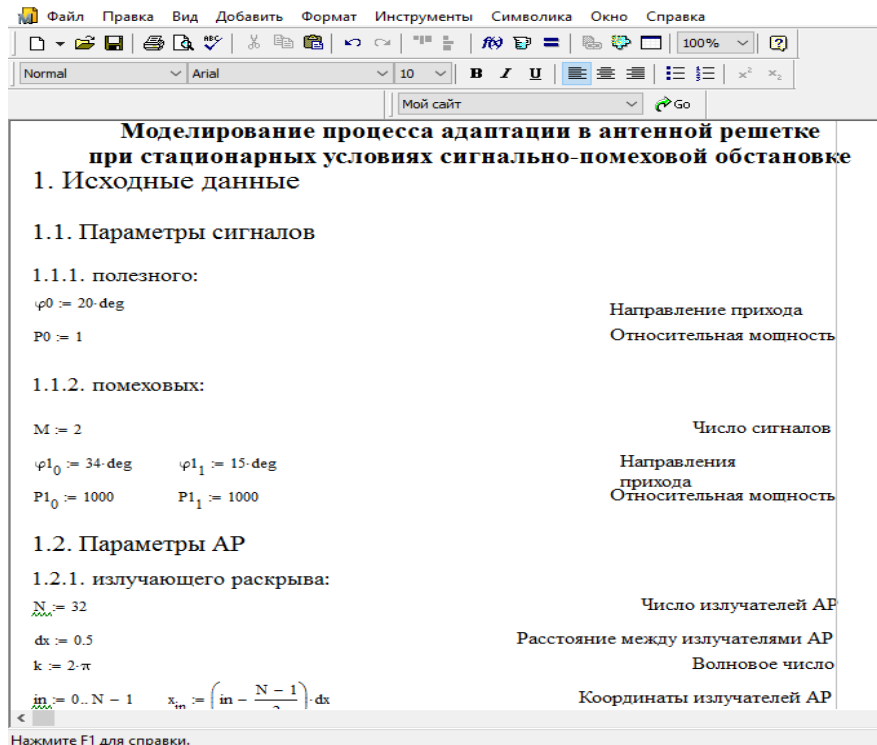 Файл Правка Вид Добавить Формат Инструменты Символика Окно Справка
100%
Normal Arial 10 B I U
Мой сайт Go
Моделирование процесса адаптации в антенной решетке
при стационарных условиях сигнально-помеховой обстановке
1. Исходные данные
1.1. Параметры сигналов
1.1.1. полезного:
φ0 := 20·deg Направление прихода
P0 := 1 Относительная мощность
1.1.2. помеховых:
M := 2 Число сигналов
φ1₀ := 34·deg φ1₁ := 15·deg Направления
прихода
P1₀ := 1000 P1₁ := 1000 Относительная мощность
1.2. Параметры АР
1.2.1. излучающего раскрыва:
N := 32 Число излучателей АР
dx := 0.5 Расстояние между излучателями АР
k := 2·π Волновое число
in := 0.. N − 1 x_in := (in − (N − 1)/2)·dx Координаты излучателей АР
Нажмите F1 для справки.